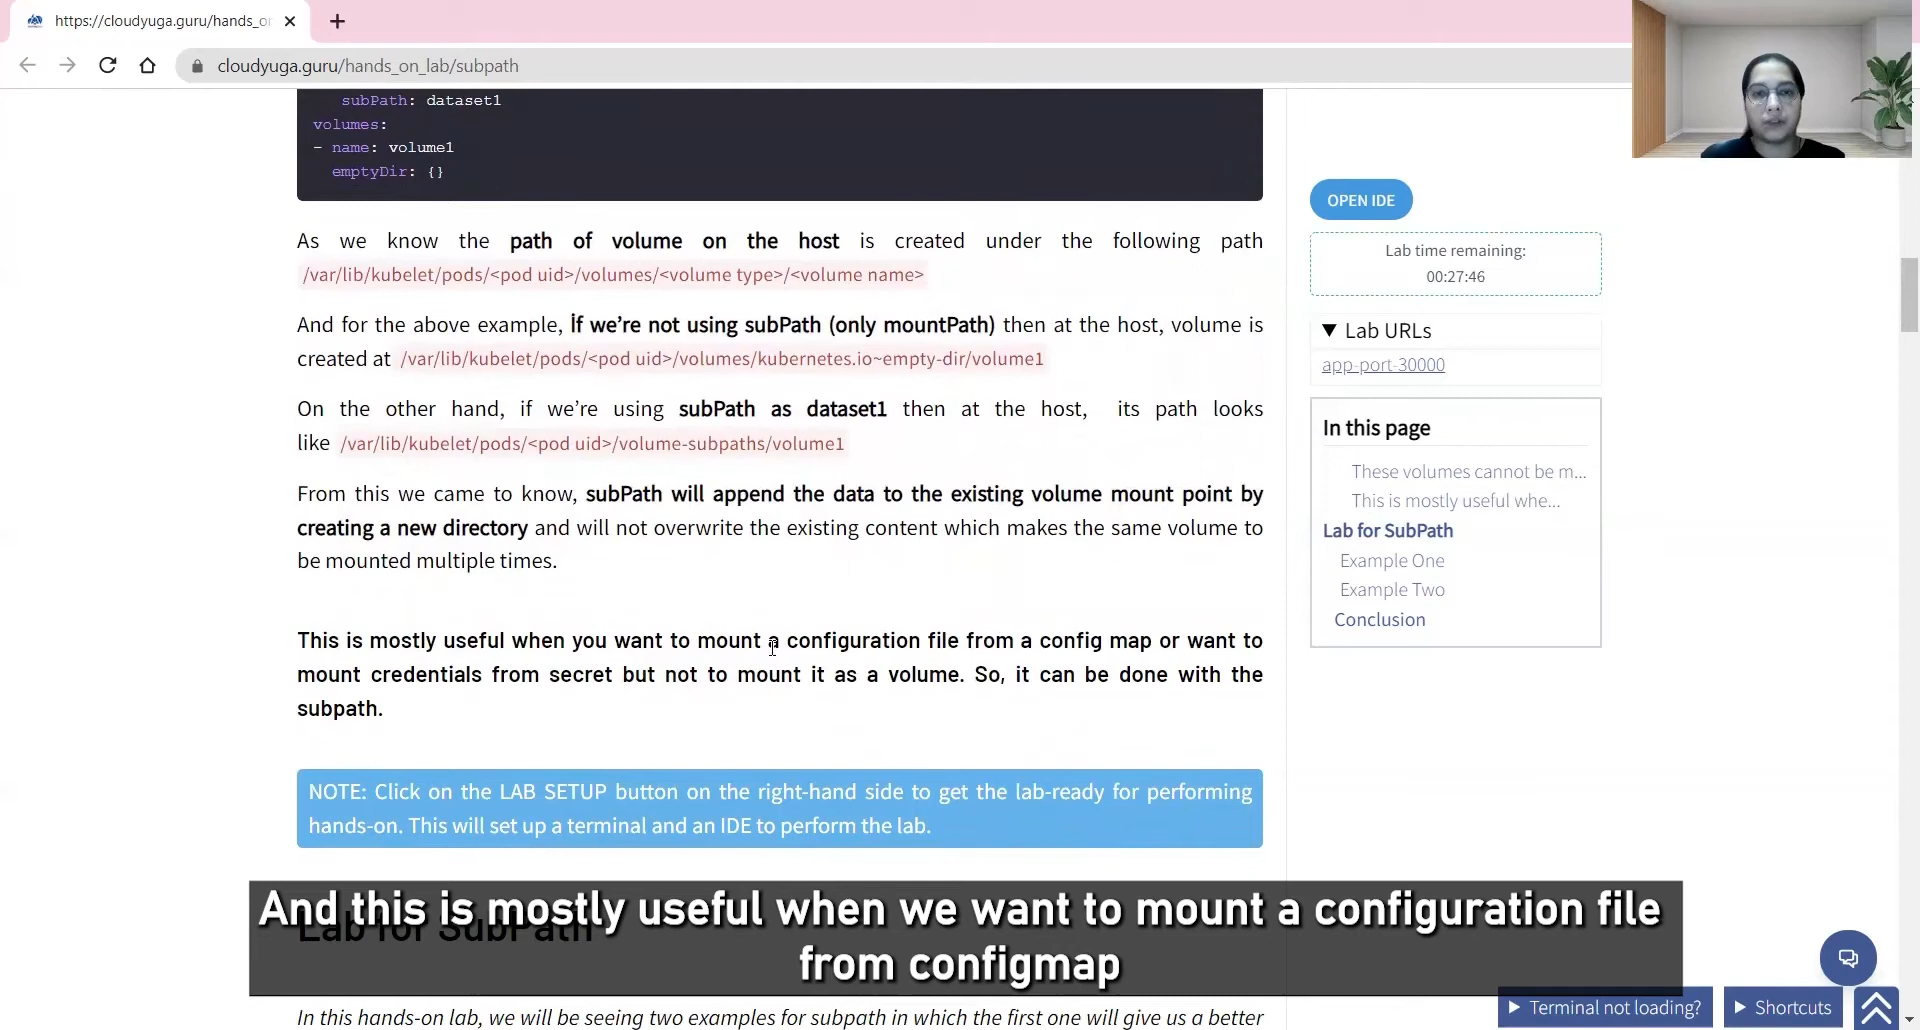 https://cloudyuga.guru/hands_on
cloudyuga.guru/hands_on_lab/subpath
subPath: dataset1
volumes:
- name: volume1
emptyDir: {}
As we know the path of volume on the host is created under the following path
/var/lib/kubelet/pods/<pod uid>/volumes/<volume type>/<volume name>
And for the above example, if we're not using subPath (only mountPath) then at the host, volume is
created at /var/lib/kubelet/pods/<pod uid>/volumes/kubernetes.io~empty-dir/volume1
On the other hand, if we're using subPath as dataset1 then at the host, its path looks
like /var/lib/kubelet/pods/<pod uid>/volume-subpaths/volume1
From this we came to know, subPath will append the data to the existing volume mount point by
creating a new directory and will not overwrite the existing content which makes the same volume to
be mounted multiple times.
This is mostly useful when you want to mount a configuration file from a config map or want to
mount credentials from secret but not to mount it as a volume. So, it can be done with the
subpath.
NOTE: Click on the LAB SETUP button on the right-hand side to get the lab-ready for performing
hands-on. This will set up a terminal and an IDE to perform the lab.
Lab for SubPath
And this is mostly useful when we want to mount a configuration file
from configmap
In this hands-on lab, we will be seeing two examples for subpath in which the first one will give us a better
OPEN IDE
Lab time remaining:
00:27:46
▼ Lab URLs
app-port-30000
In this page
These volumes cannot be m...
This is mostly useful whe...
Lab for SubPath
Example One
Example Two
Conclusion
Terminal not loading?
Shortcuts